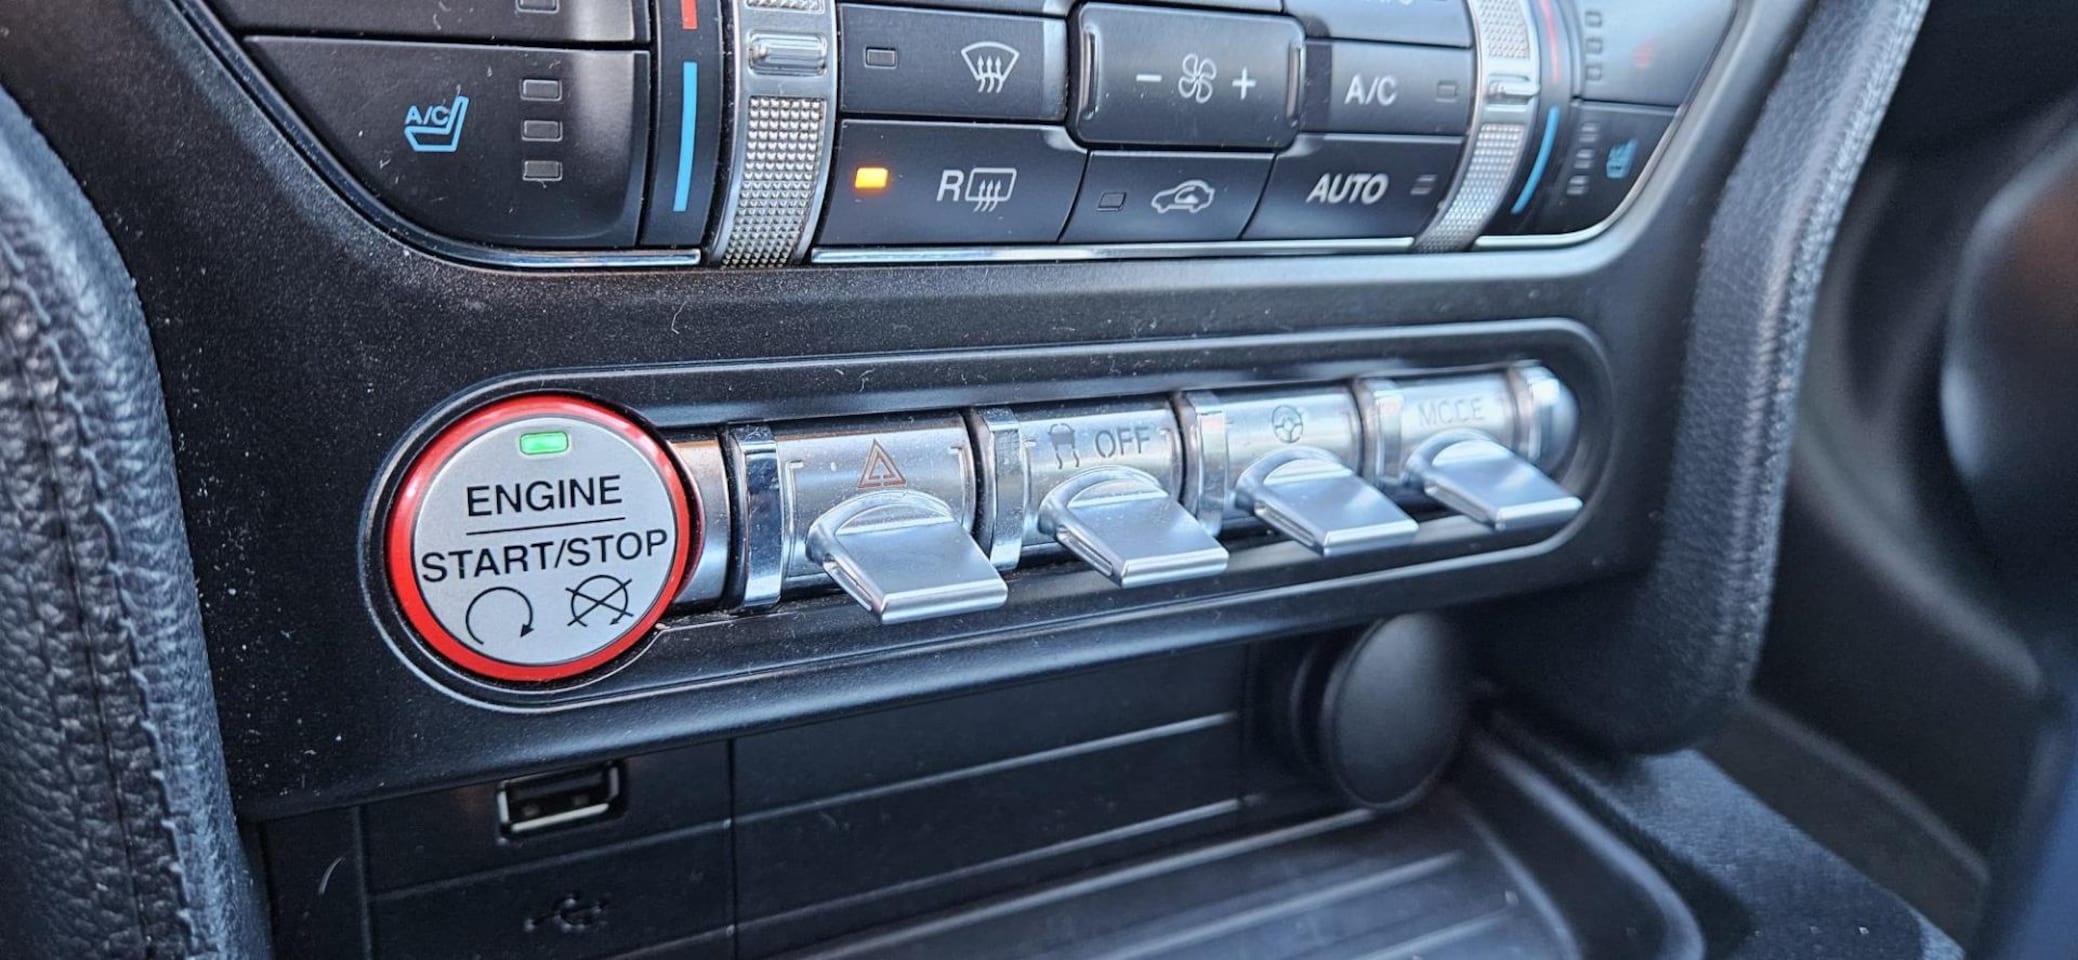 A/C
- +
A/C
R
AUTO
ENGINE
START/STOP
OFF
MODE